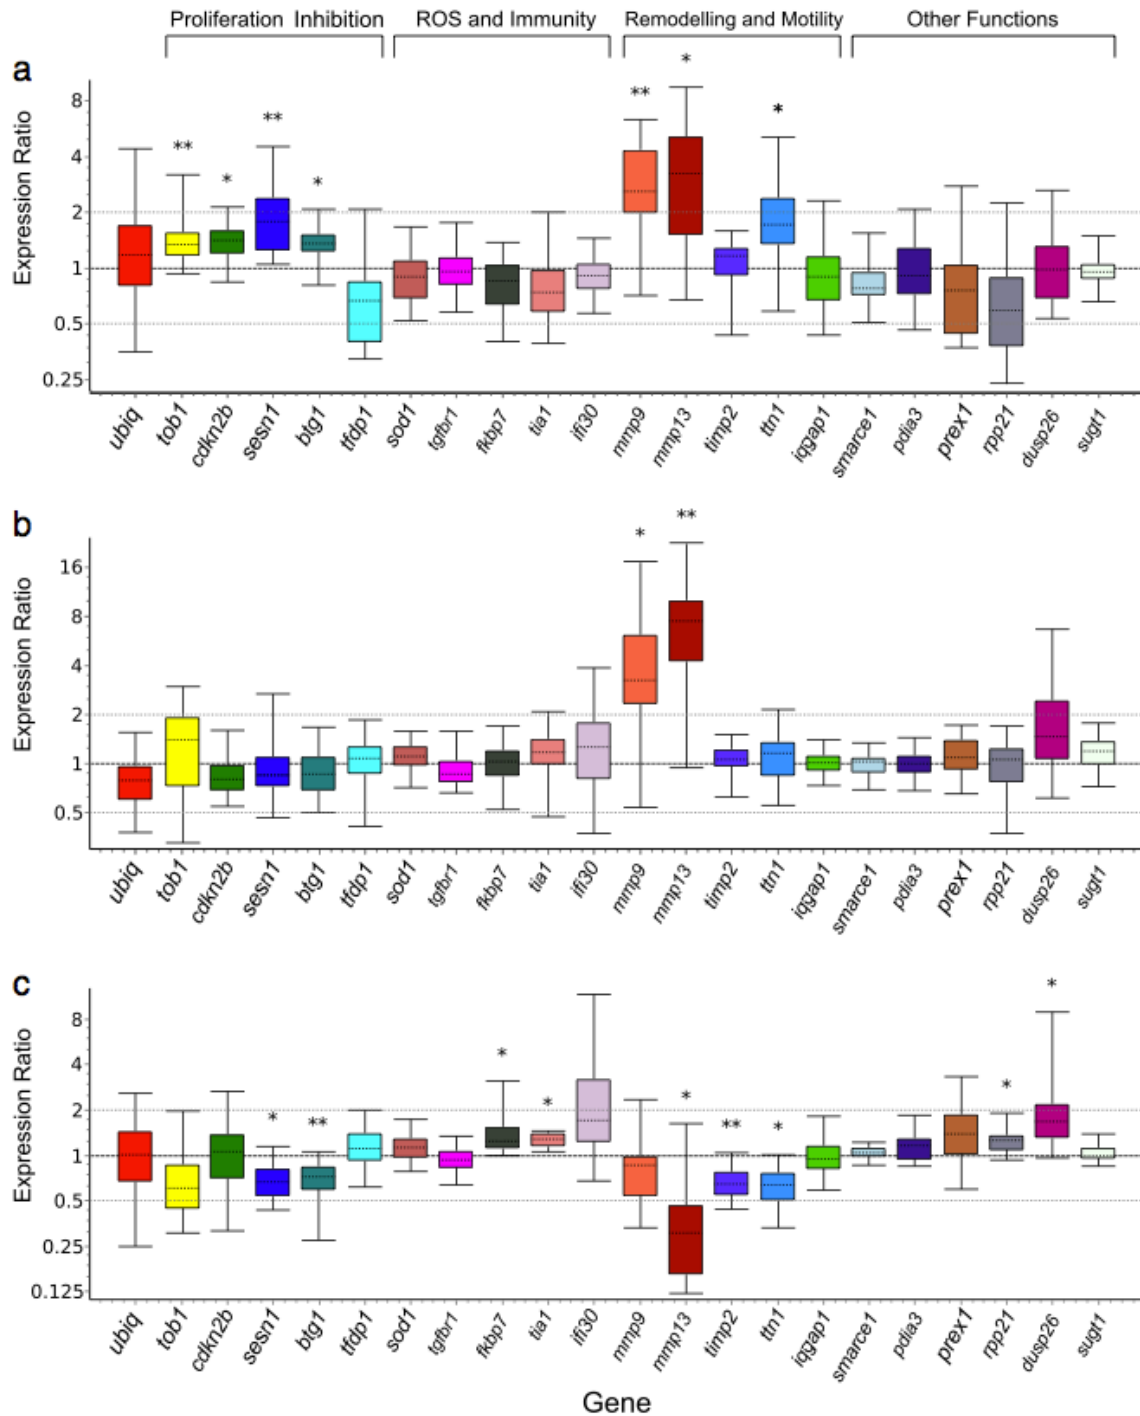 Proliferation Inhibition ROS and Immunity Remodelling and Motility Other Functions
a
Expression Ratio
8
4
2
1
0.5
0.25
** * ** * ** * *
ubiq tob1 cdkn2b sesn1 btg1 tfdp1 sod1 tgfbr1 fkbp7 tia1 ifi30 mmp9 mmp13 timp2 ttn1 iqgap1 smarce1 pdia3 prex1 rpp21 dusp26 sugt1
b
Expression Ratio
16
8
4
2
1
0.5
* **
ubiq tob1 cdkn2b sesn1 btg1 tfdp1 sod1 tgfbr1 fkbp7 tia1 ifi30 mmp9 mmp13 timp2 ttn1 iqgap1 smarce1 pdia3 prex1 rpp21 dusp26 sugt1
c
Expression Ratio
8
4
2
1
0.5
0.25
0.125
* ** * * * ** * * *
ubiq tob1 cdkn2b sesn1 btg1 tfdp1 sod1 tgfbr1 fkbp7 tia1 ifi30 mmp9 mmp13 timp2 ttn1 iqgap1 smarce1 pdia3 prex1 rpp21 dusp26 sugt1
Gene